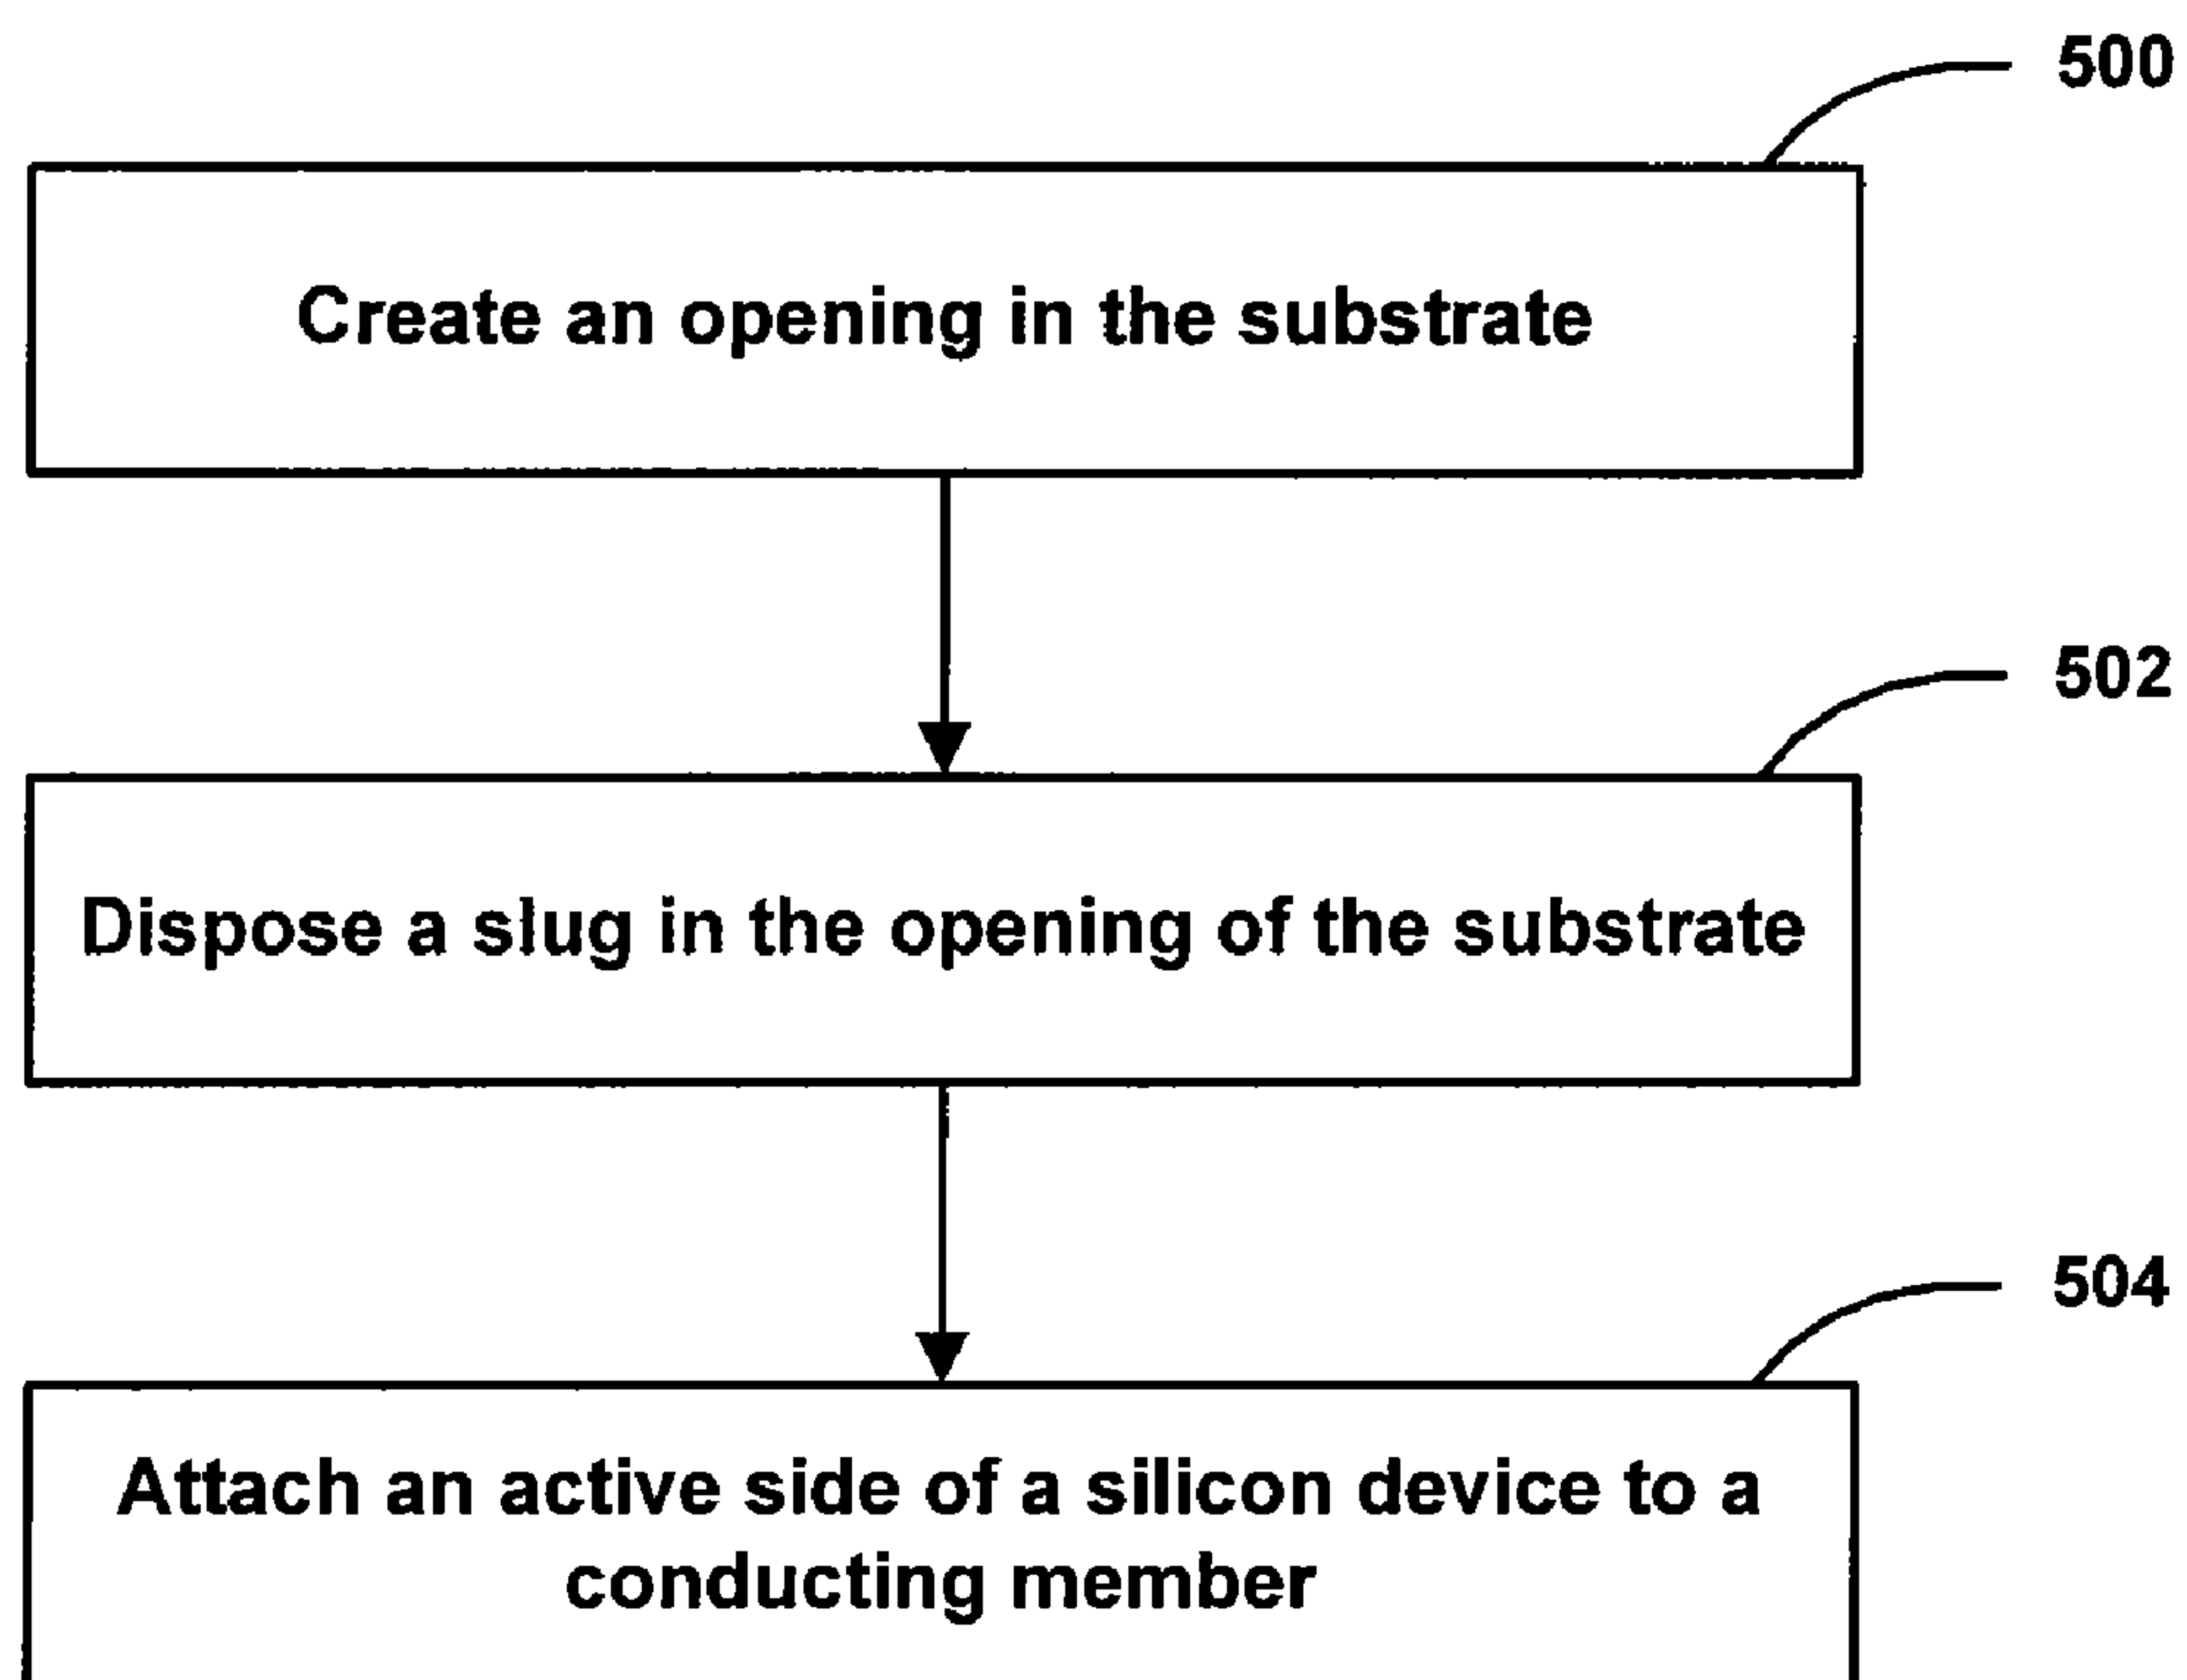 500
Create an opening in the substrate
502
Dispose a slug in the opening of the substrate
504
Attach an active side of a silicon device to a
conducting member